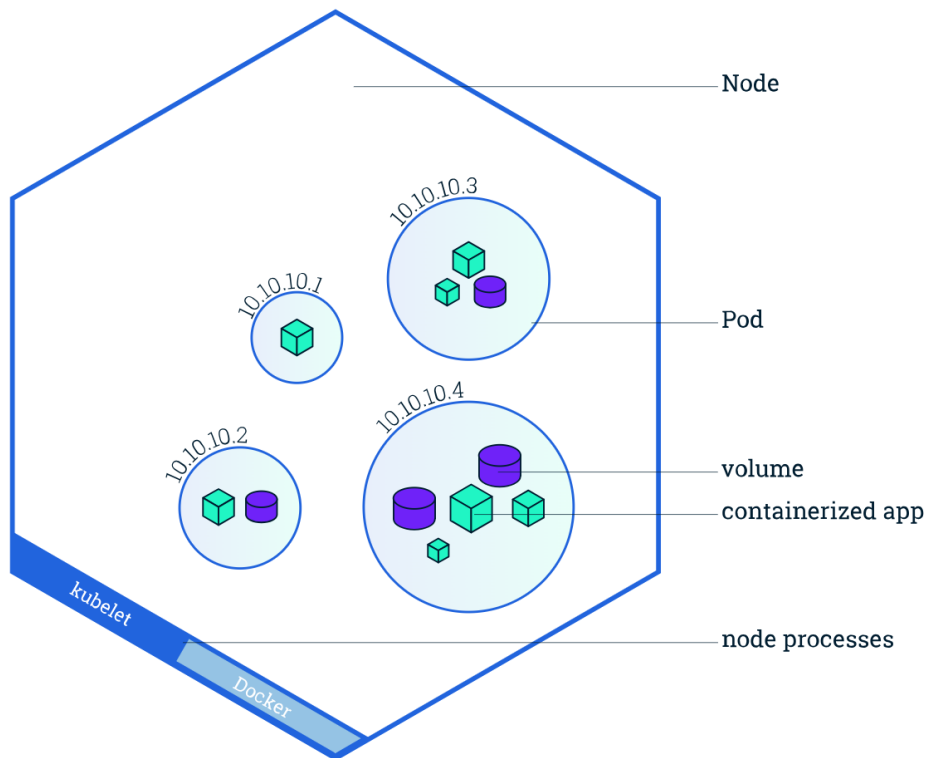 Node
10.10.10.3
10.10.10.1
Pod
10.10.10.4
10.10.10.2
volume
containerized app
kubelet
node processes
Docker